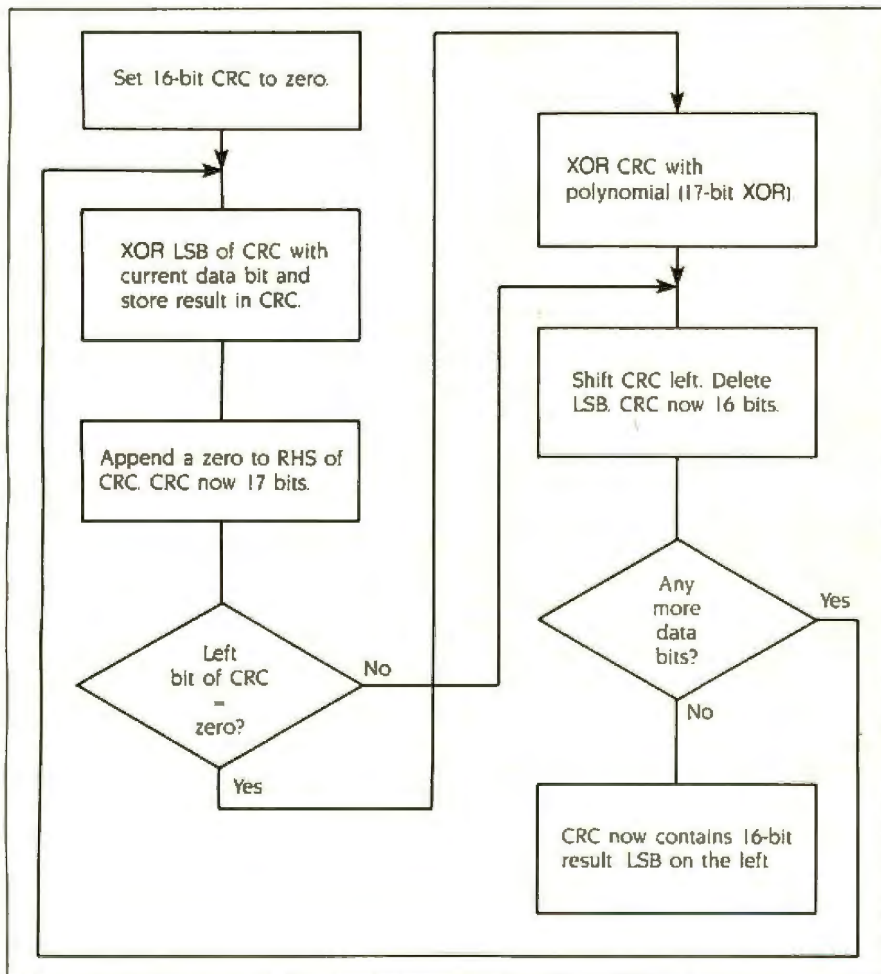 Set 16-bit CRC to zero.
XOR LSB of CRC with
current data bit and
store result in CRC.
Append a zero to RHS of
CRC. CRC now 17 bits.
Left
bit of CRC
=
zero?
No
Yes
XOR CRC with
polynomial (17-bit XOR)
Shift CRC left. Delete
LSB. CRC now 16 bits.
Any
more
data
bits?
Yes
No
CRC now contains 16-bit
result LSB on the left